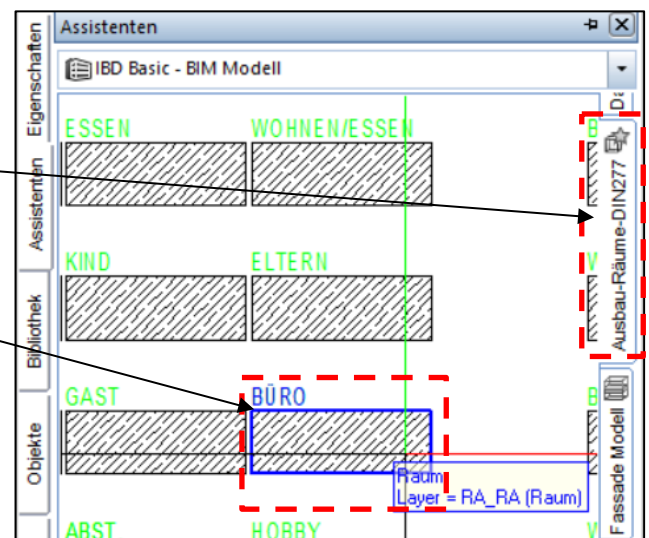 Assistenten
IBD Basic - BIM Modell
Eigenschaften
Assistenten
Bibliothek
Objekte
ESSEN WOHNEN/ESSEN B
KIND ELTERN V
GAST BÜRO B
Raum
Layer = RA_RA (Raum)
ABST HOBBY
Ausbau-Räume-DIN277
Fassade Modell